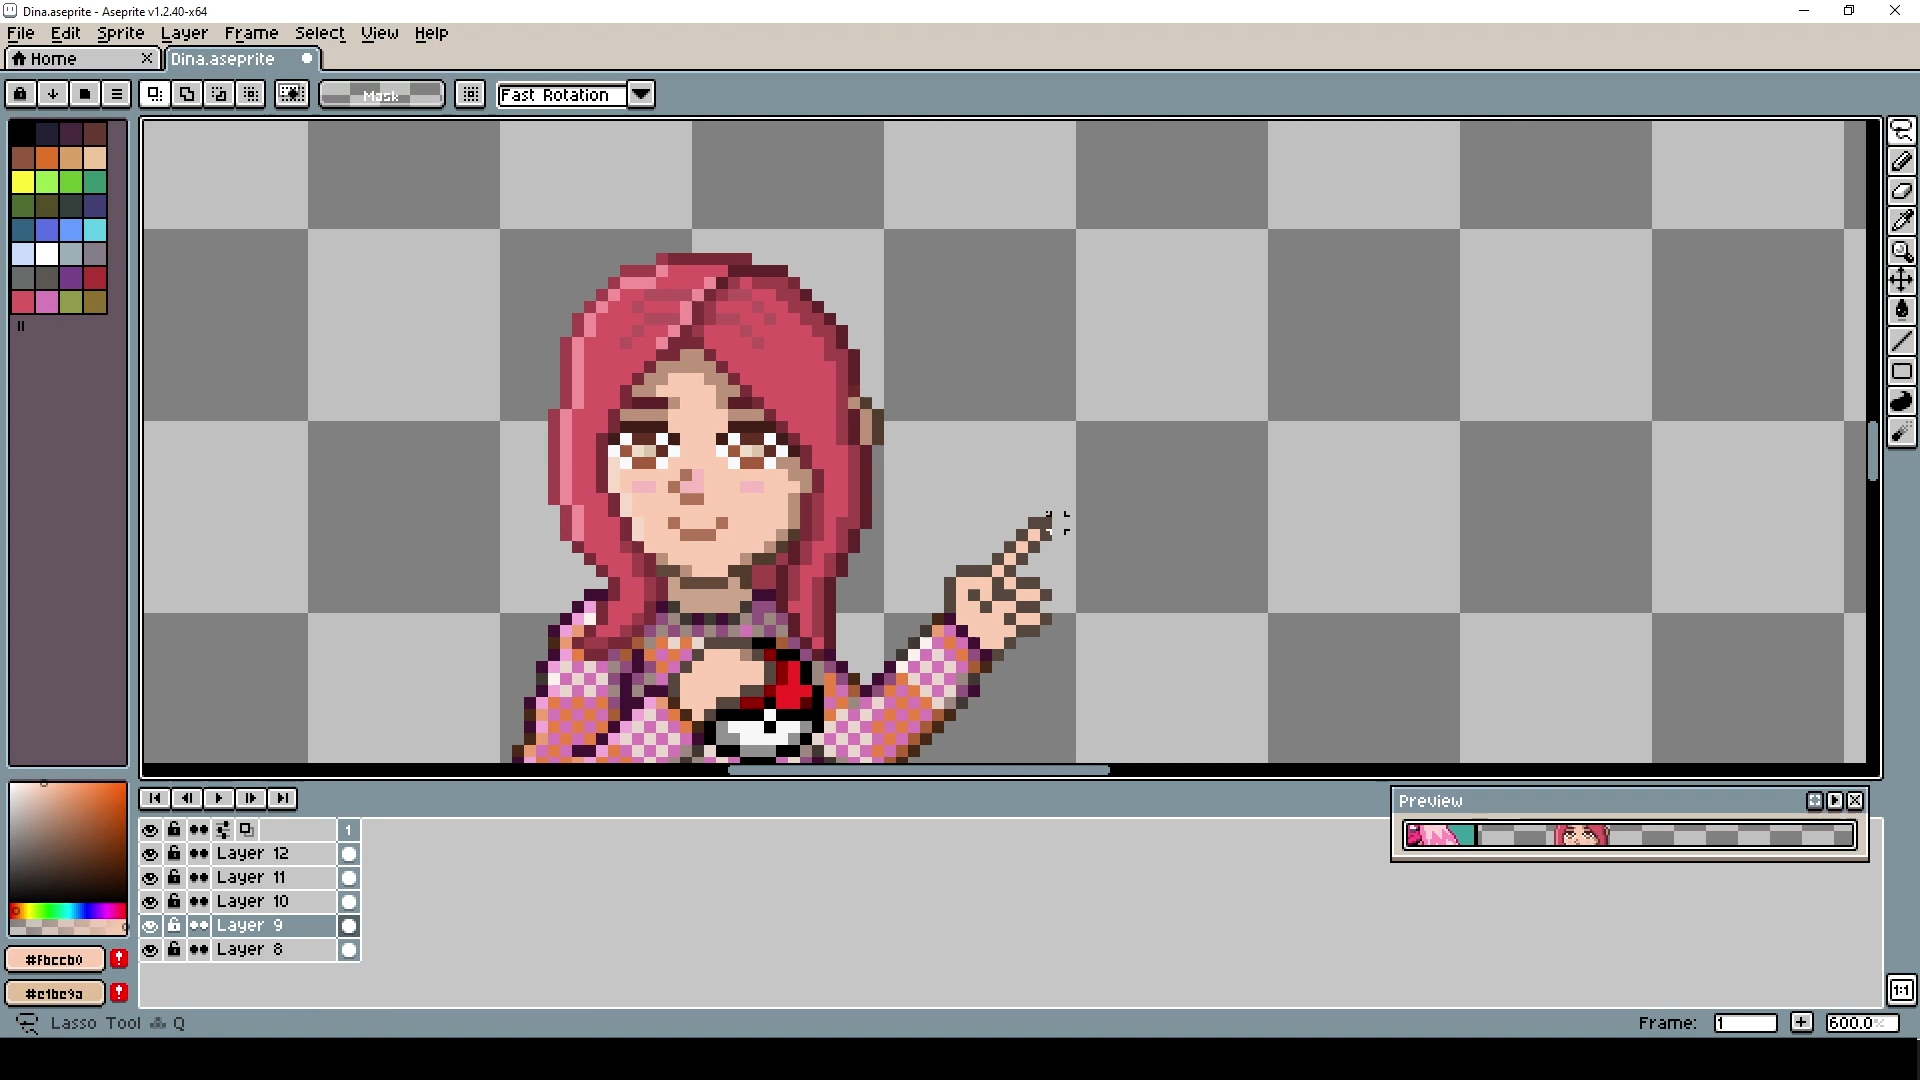 Dina.aseprite - Aseprite v1.2.40-x64
File Edit Sprite Layer Frame Select View Help
Home Dina.aseprite
Mask Fast Rotation
Preview
1
Layer 12
Layer 11
Layer 10
Layer 9
Layer 8
#fbccb0
#e1bc9a
1:1
Lasso Tool Q Frame: 1 600.0%